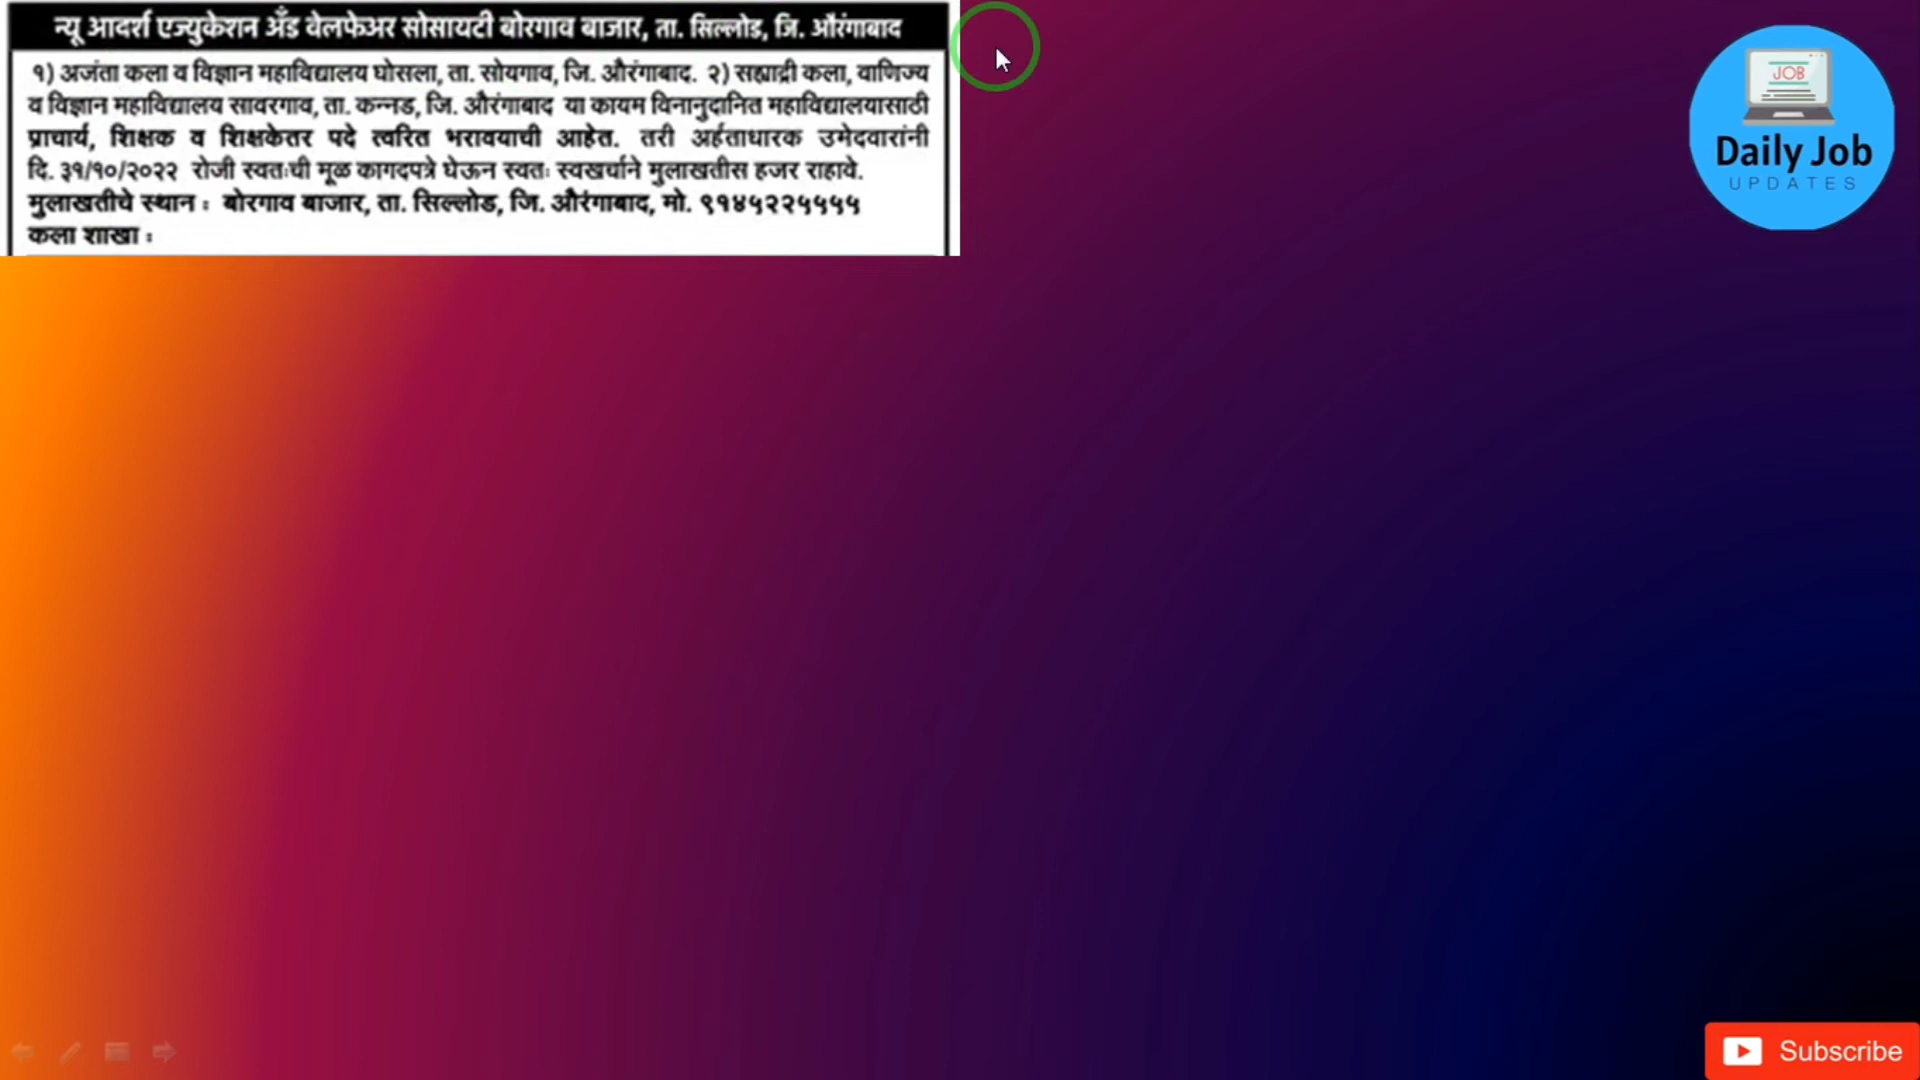 न्यू आदर्श एज्युकेशन अँड वेलफेअर सोसायटी बोरगाव बाजार, ता. सिल्लोड, जि. औरंगाबाद
१) अजंता कला व विज्ञान महाविद्यालय घोसला, ता. सोयगाव, जि. औरंगाबाद. २) सह्याद्री कला, वाणिज्य
व विज्ञान महाविद्यालय सावरगाव, ता. कन्नड, जि. औरंगाबाद या कायम विनानुदानित महाविद्यालयासाठी
प्राचार्य, शिक्षक व शिक्षकेतर पदे त्वरित भरावयाची आहेत. तरी अर्हताधारक उमेदवारांनी
दि. ३१/१०/२०२२ रोजी स्वतःची मूळ कागदपत्रे घेऊन स्वतः स्वखर्चाने मुलाखतीस हजर राहावे.
मुलाखतीचे स्थान : बोरगाव बाजार, ता. सिल्लोड, जि. औरंगाबाद, मो. ९१४५२२५५५५
कला शाखा :
JOB
Daily Job
UPDATES
Subscribe